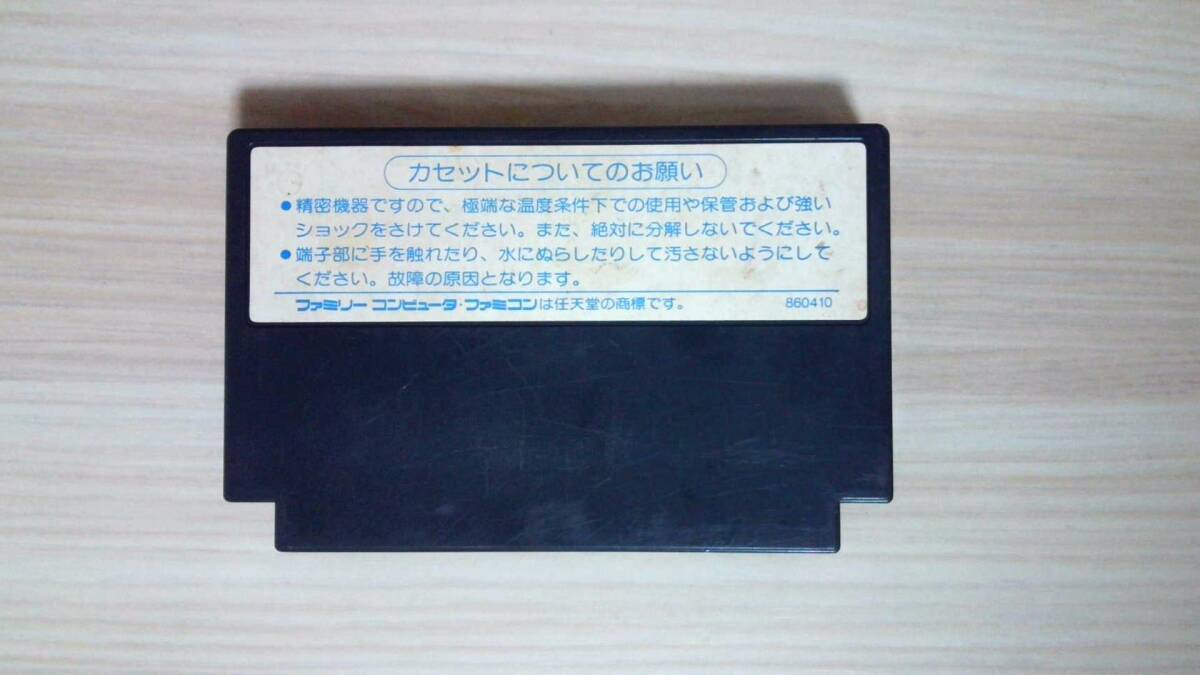 カセットについてのお願い
●精密機器ですので、極端な温度条件下での使用や保管および強い
ショックをさけてください。また、絶対に分解しないでください。
●端子部に手を触れたり、水にぬらしたりして汚さないようにして
ください。故障の原因となります。
ファミリー コンピュータ・ファミコンは任天堂の商標です。 860410